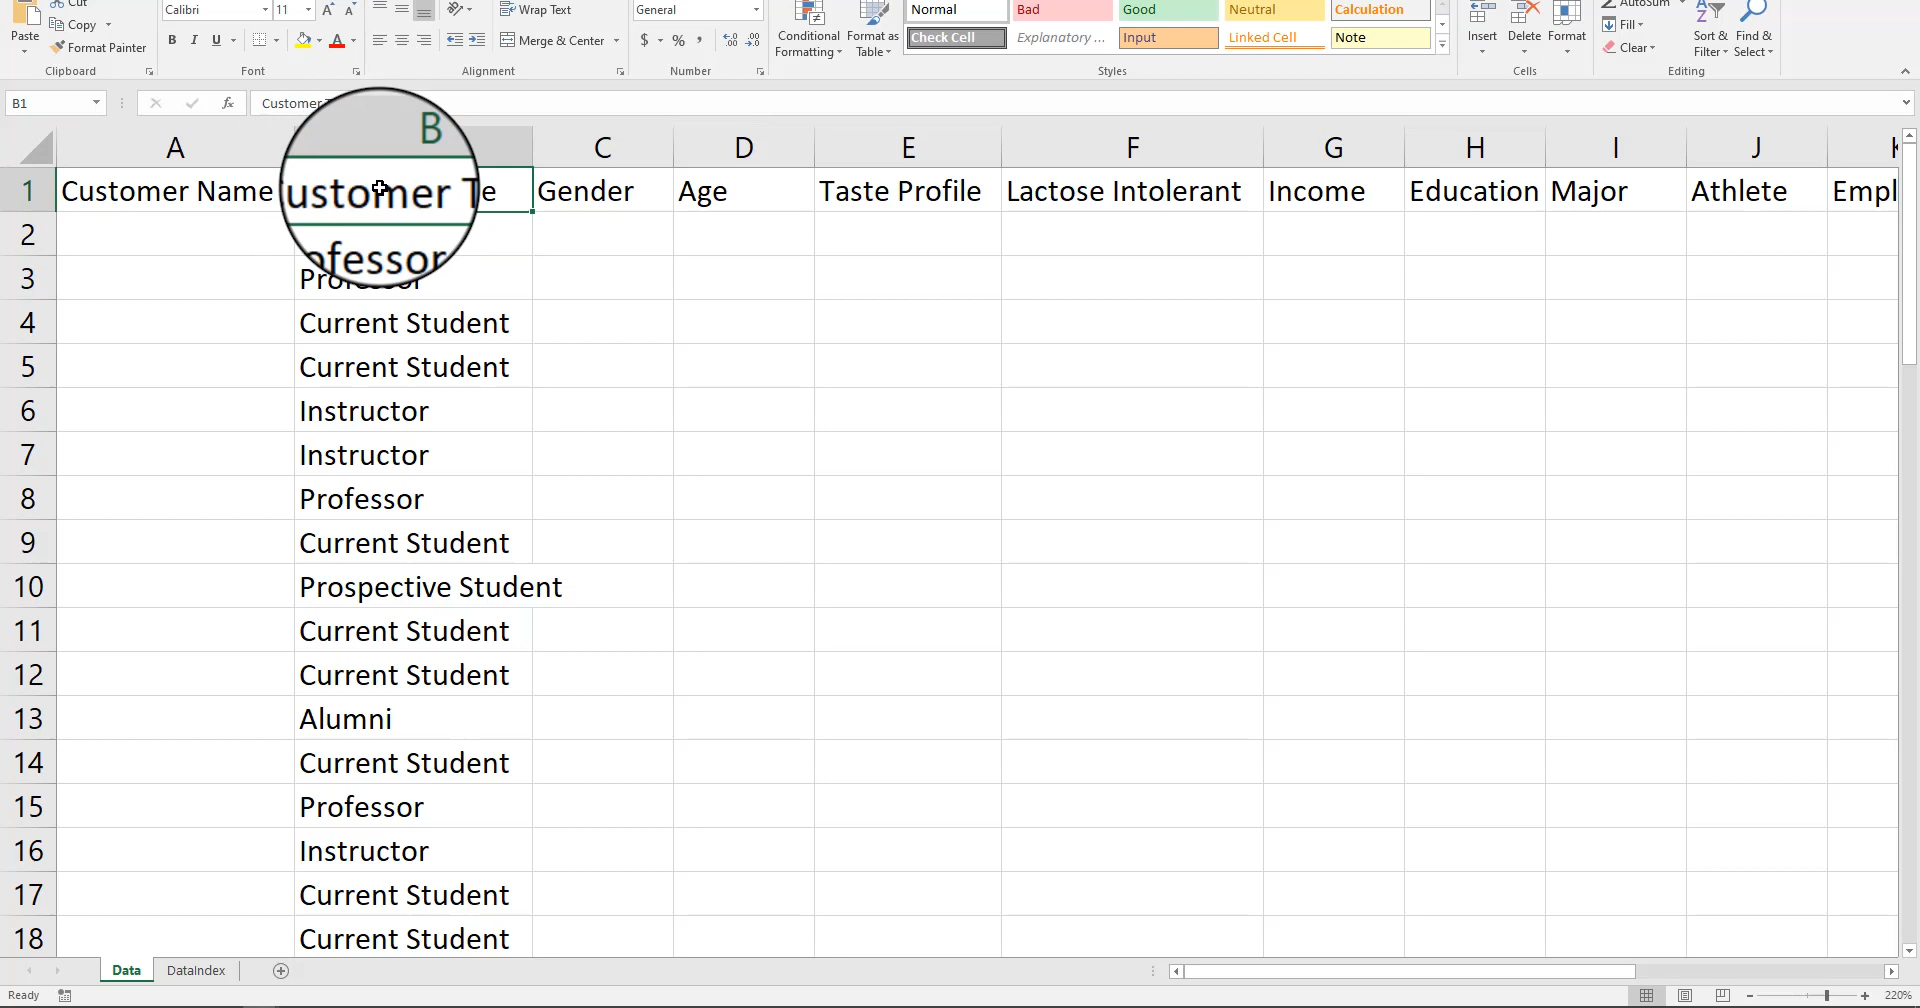 Cut
Calibri 11 A A
Wrap Text
General
Normal Bad Good Neutral Calculation
AutoSum
Paste
Copy
Format Painter
B I U A
Merge & Center
$ % ,
Conditional Formatting
Format as Table
Check Cell Explanatory ... Input Linked Cell Note
Insert Delete Format
Fill
Clear
Sort & Filter
Find & Select
Clipboard Font Alignment Number Styles Cells Editing
B1 fx Customer
A B C D E F G H I J
1 Customer Name ustomer T e Gender Age Taste Profile Lactose Intolerant Income Education Major Athlete Empl
2 ofessor
3 Professor
4 Current Student
5 Current Student
6 Instructor
7 Instructor
8 Professor
9 Current Student
10 Prospective Student
11 Current Student
12 Current Student
13 Alumni
14 Current Student
15 Professor
16 Instructor
17 Current Student
18 Current Student
Data DataIndex
Ready 220%